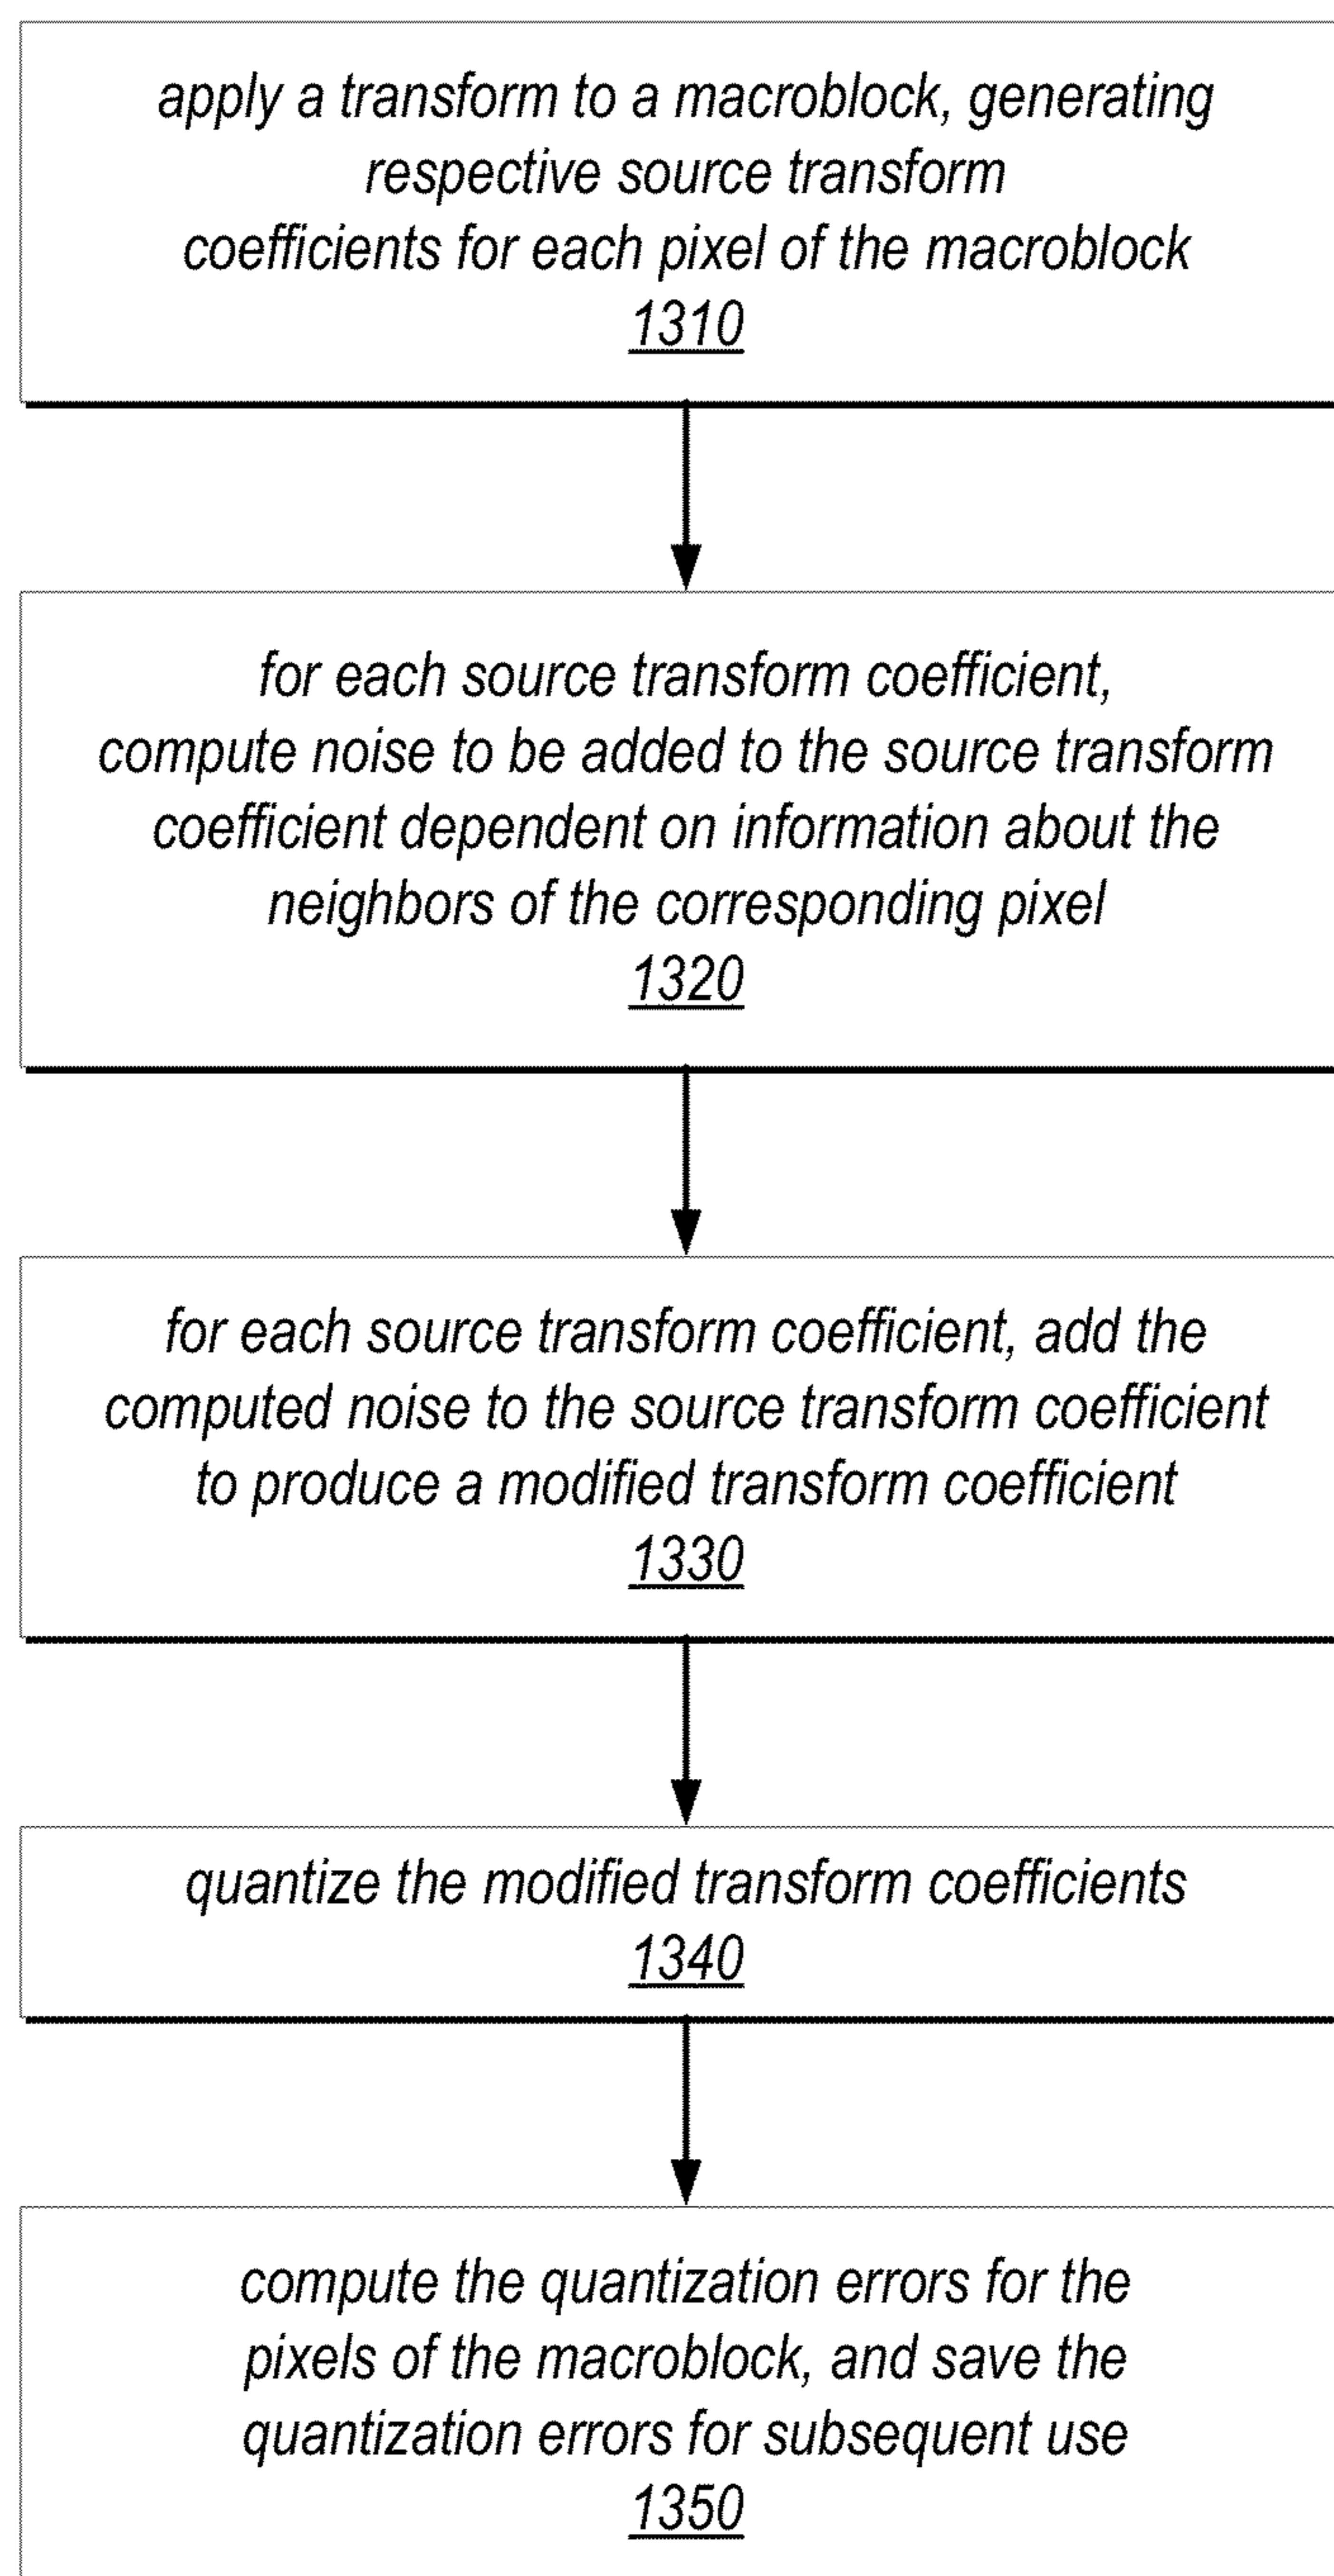 apply a transform to a macroblock, generating
respective source transform
coefficients for each pixel of the macroblock
1310
for each source transform coefficient,
compute noise to be added to the source transform
coefficient dependent on information about the
neighbors of the corresponding pixel
1320
for each source transform coefficient, add the
computed noise to the source transform coefficient
to produce a modified transform coefficient
1330
quantize the modified transform coefficients
1340
compute the quantization errors for the
pixels of the macroblock, and save the
quantization errors for subsequent use
1350